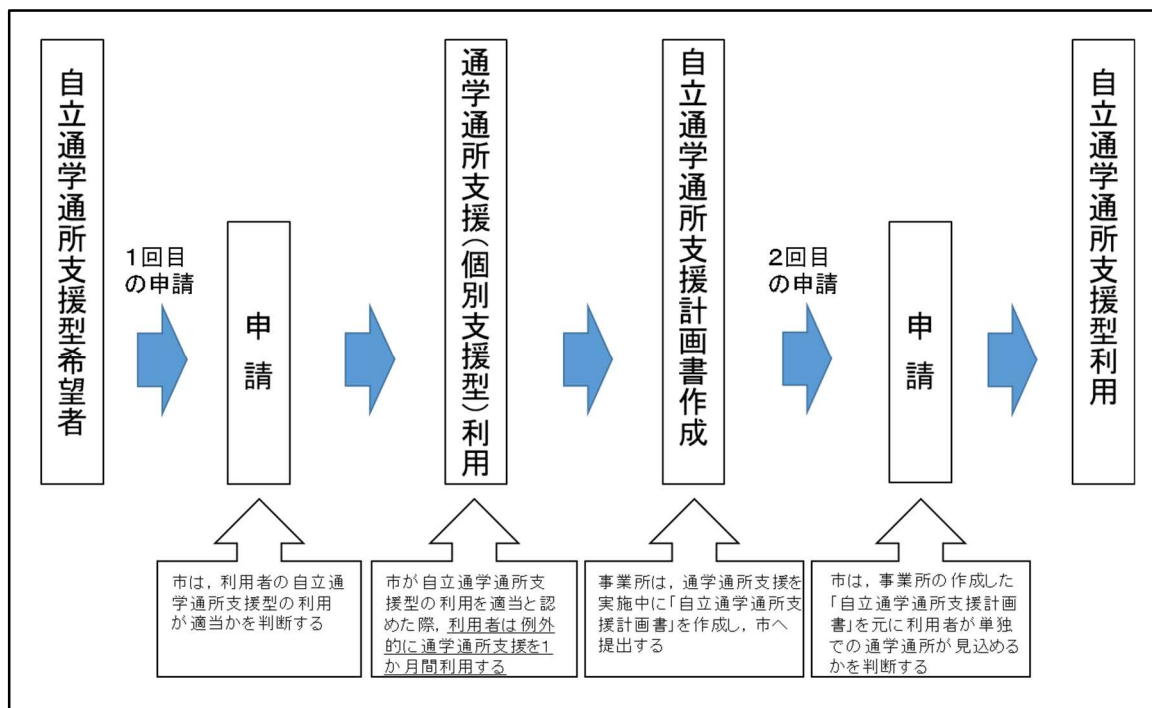 自立通学通所支援型希望者
1回目
の申請
申請
通学通所支援(個別支援型)利用
自立通学通所支援計画書作成
2回目
の申請
申請
自立通学通所支援型利用
市は，利用者の自立通
学通所支援型の利用
が適当かを判断する
市が自立通学通所支
援型の利用を適当と認
めた際，利用者は例外
的に通学通所支援を1
か月間利用する
事業所は，通学通所支援を
実施中に「自立通学通所支
援計画書」を作成し，市へ
提出する
市は，事業所の作成した
「自立通学通所支援計画
書」を元に利用者が単独
での通学通所が見込めるか
を判断する